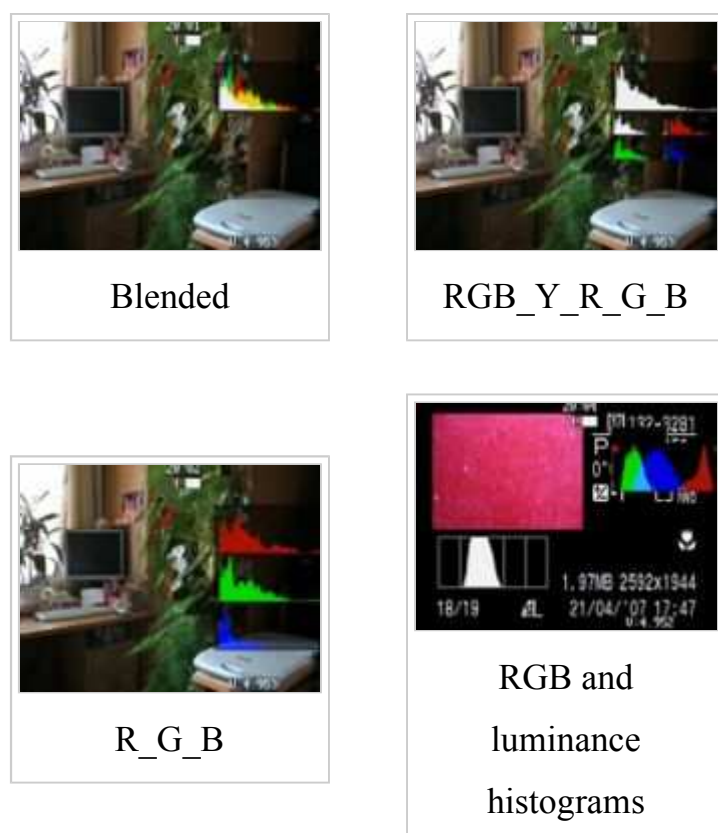 Blended
RGB_Y_R_G_B
R_G_B
P
1.97MB 2592x1944
18/19
21/04/'07 17:47
RGB and
luminance
histograms